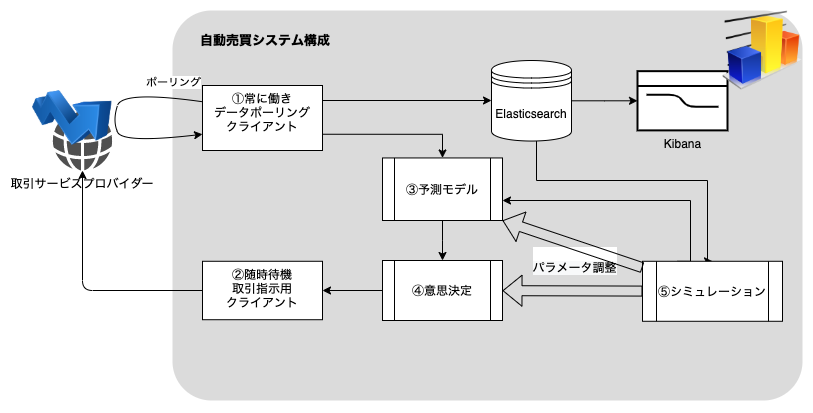 自動売買システム構成
ポーリング
①常に働き
データポーリング
クライアント
Elasticsearch
Kibana
取引サービスプロバイダー
③予測モデル
パラメータ調整
②随時待機
取引指示用
クライアント
④意思決定
⑤シミュレーション